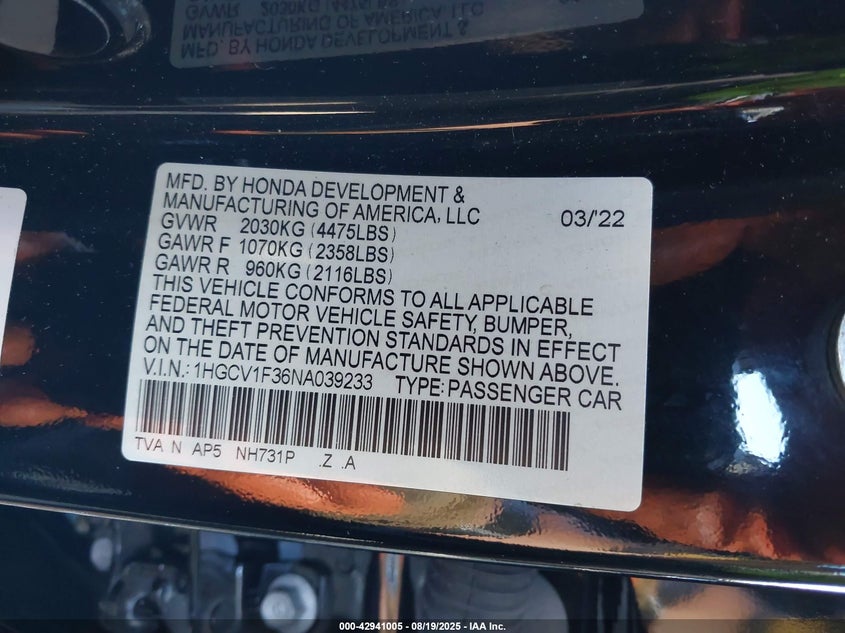 MFD. BY HONDA DEVELOPMENT &
MANUFACTURING OF AMERICA, LLC 03/'22
GVWR 2030KG (4475LBS)
GAWR F 1070KG (2358LBS)
GAWR R 960KG (2116LBS)
THIS VEHICLE CONFORMS TO ALL APPLICABLE
FEDERAL MOTOR VEHICLE SAFETY, BUMPER,
AND THEFT PREVENTION STANDARDS IN EFFECT
ON THE DATE OF MANUFACTURE SHOWN ABOVE.
V.I.N.: 1HGCV1F36NA039233 TYPE: PASSENGER CAR
TVA N AP5 NH731P .Z .A
000-42941005 - 08/19/2025 - IAA Inc.